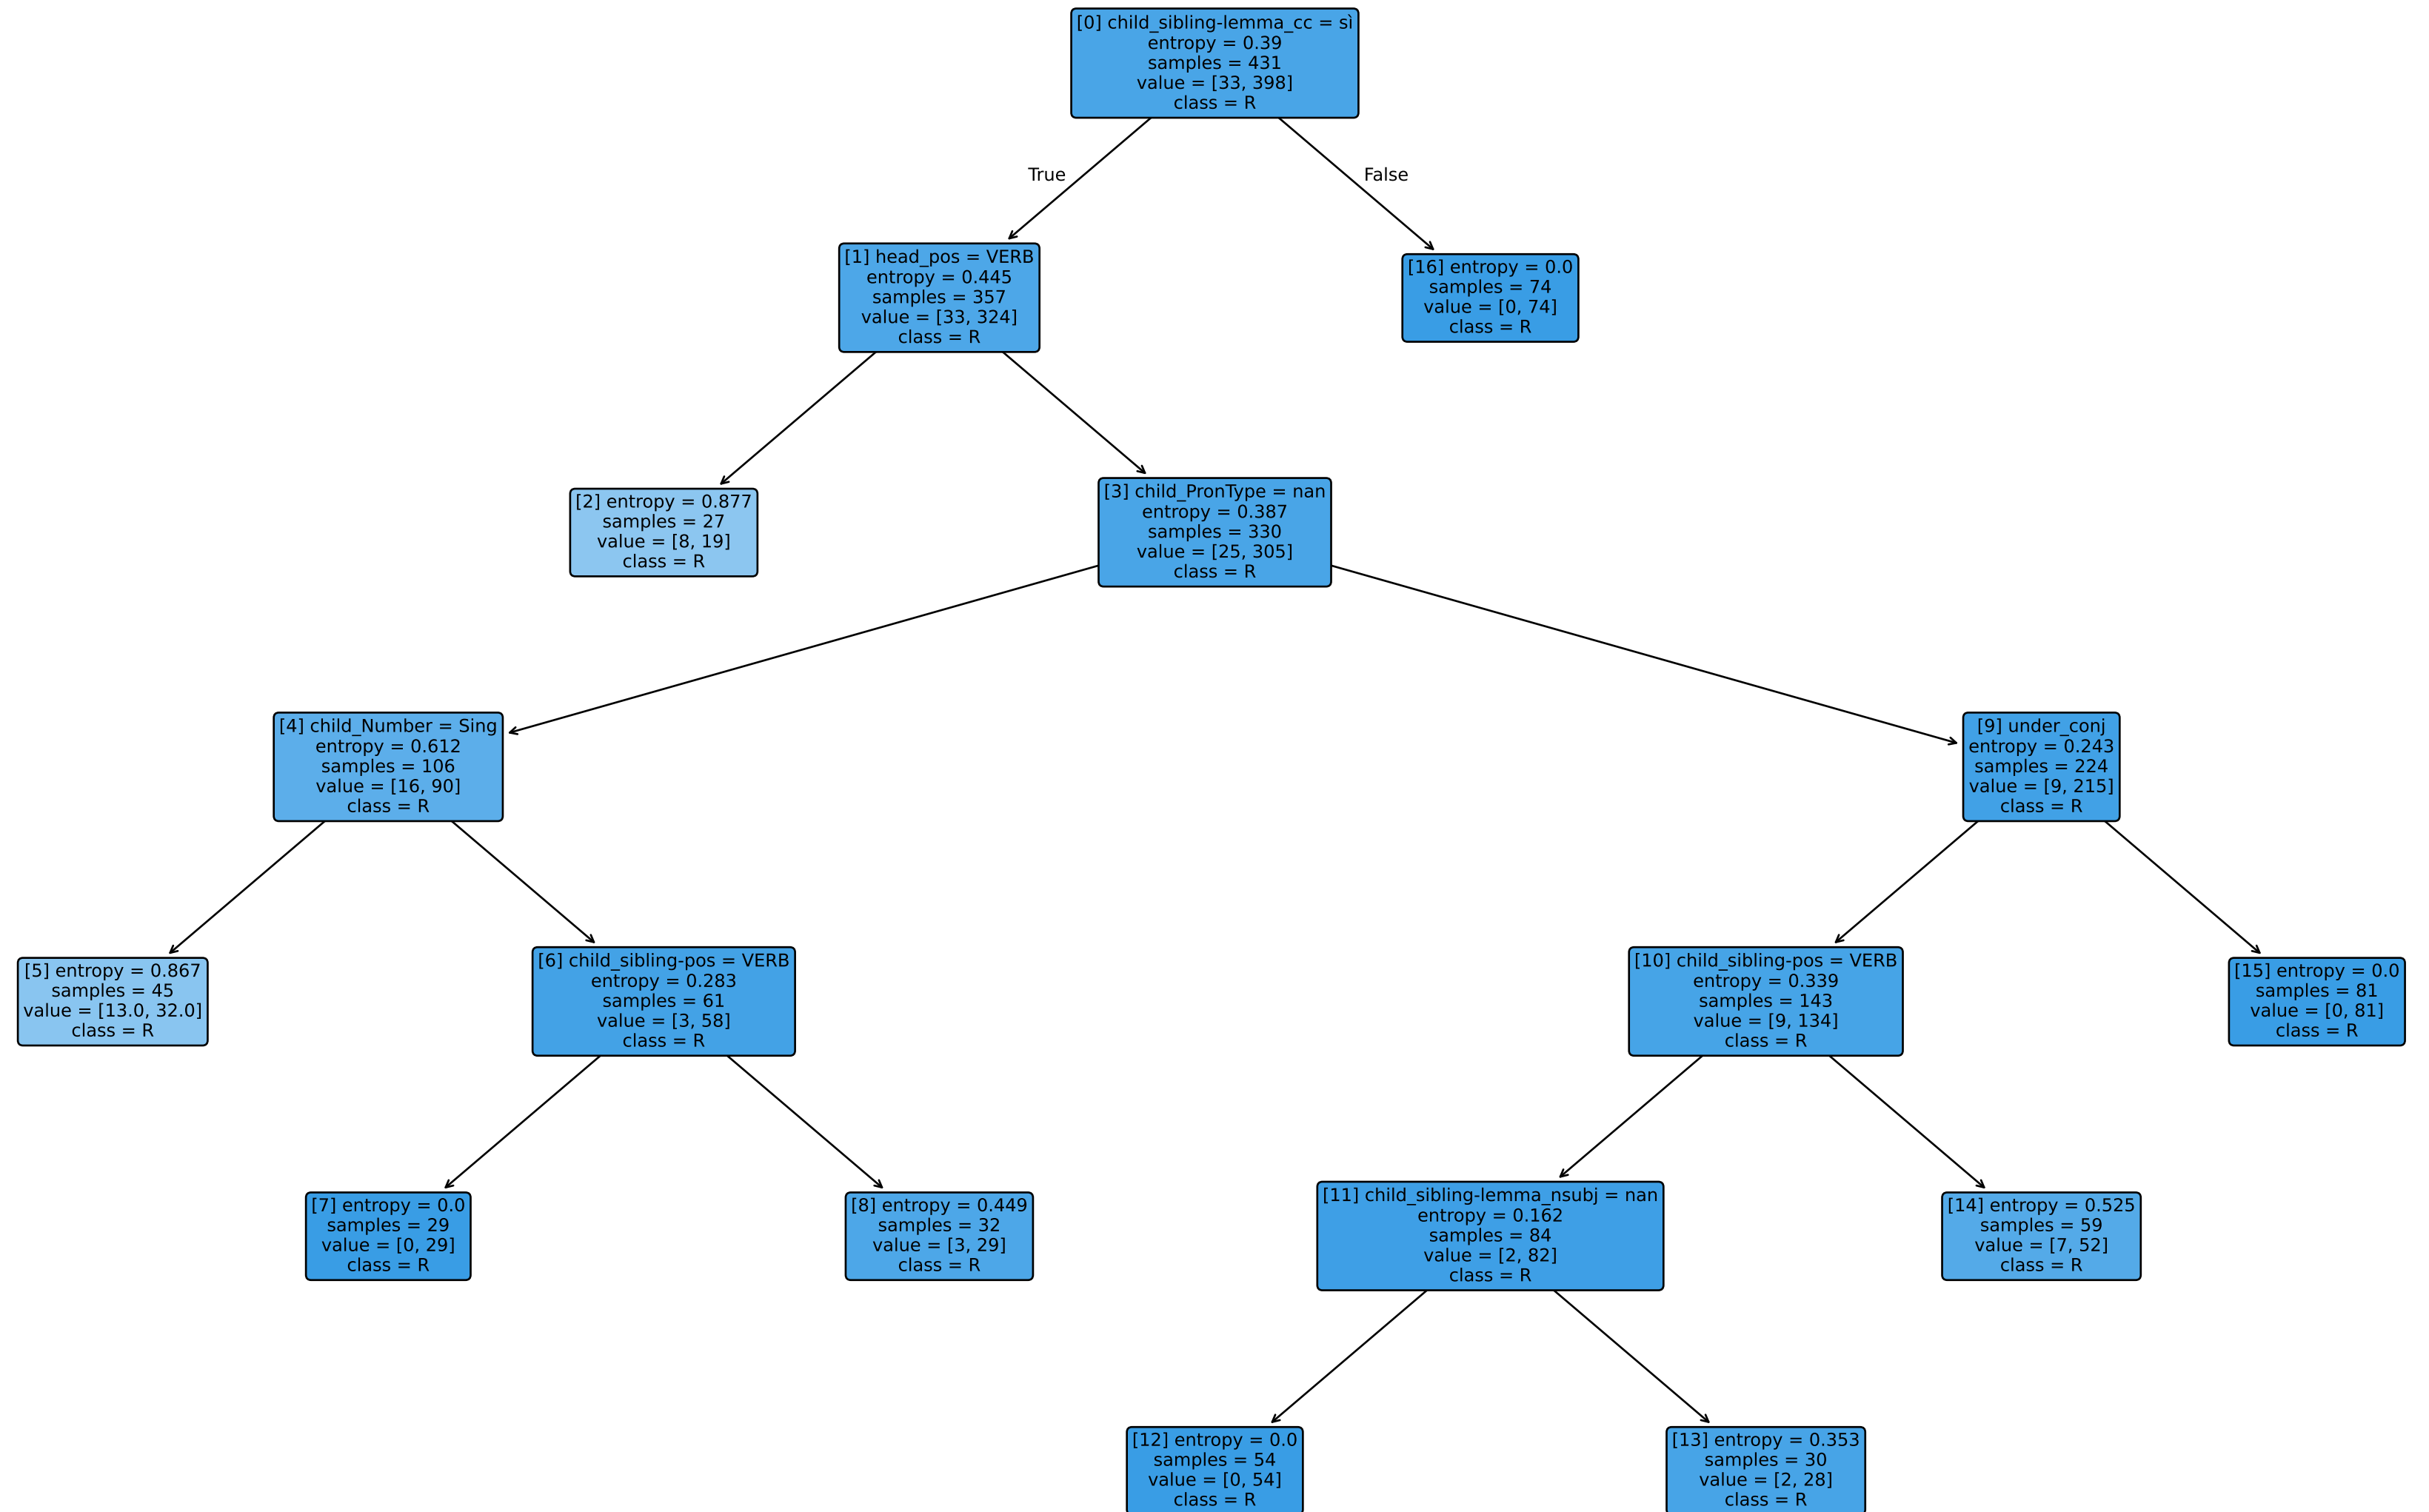 [0] child_sibling-lemma_cc = sì
entropy = 0.39
samples = 431
value = [33, 398]
class = R
True
False
[1] head_pos = VERB
entropy = 0.445
samples = 357
value = [33, 324]
class = R
[16] entropy = 0.0
samples = 74
value = [0, 74]
class = R
[2] entropy = 0.877
samples = 27
value = [8, 19]
class = R
[3] child_PronType = nan
entropy = 0.387
samples = 330
value = [25, 305]
class = R
[4] child_Number = Sing
entropy = 0.612
samples = 106
value = [16, 90]
class = R
[9] under_conj
entropy = 0.243
samples = 224
value = [9, 215]
class = R
[5] entropy = 0.867
samples = 45
value = [13.0, 32.0]
class = R
[6] child_sibling-pos = VERB
entropy = 0.283
samples = 61
value = [3, 58]
class = R
[10] child_sibling-pos = VERB
entropy = 0.339
samples = 143
value = [9, 134]
class = R
[15] entropy = 0.0
samples = 81
value = [0, 81]
class = R
[7] entropy = 0.0
samples = 29
value = [0, 29]
class = R
[8] entropy = 0.449
samples = 32
value = [3, 29]
class = R
[11] child_sibling-lemma_nsubj = nan
entropy = 0.162
samples = 84
value = [2, 82]
class = R
[14] entropy = 0.525
samples = 59
value = [7, 52]
class = R
[12] entropy = 0.0
samples = 54
value = [0, 54]
class = R
[13] entropy = 0.353
samples = 30
value = [2, 28]
class = R